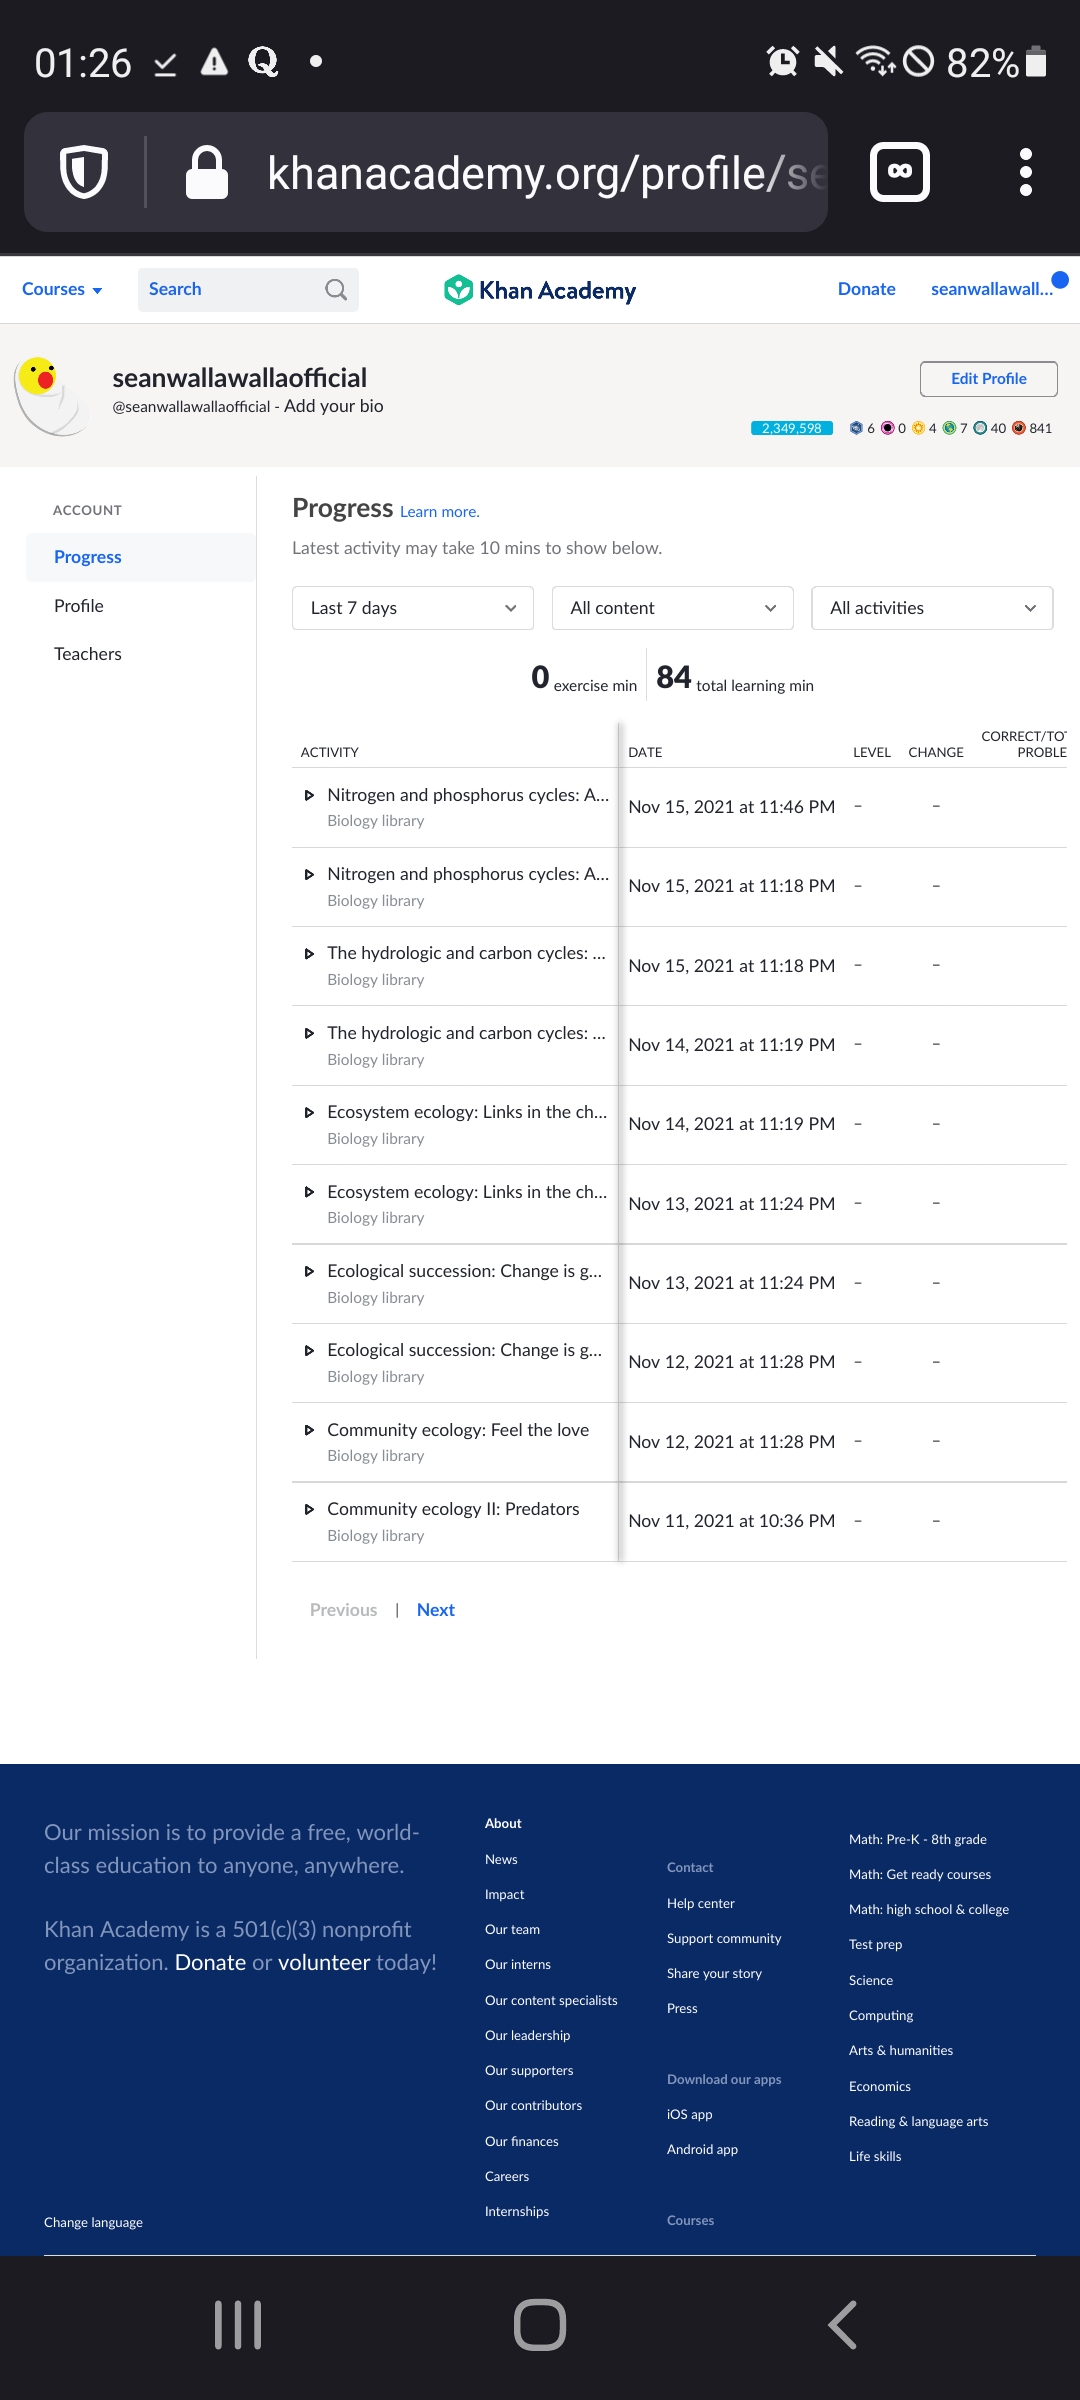 01:26
82%
khanacademy.org/profile/se
Courses
Search
Khan Academy
Donate
seanwallawall...
seanwallawallaofficial
@seanwallawallaofficial - Add your bio
Edit Profile
2,349,598 6 0 4 7 40 841
ACCOUNT
Progress
Profile
Teachers
Progress Learn more.
Latest activity may take 10 mins to show below.
Last 7 days
All content
All activities
0 exercise min
84 total learning min
ACTIVITY DATE LEVEL CHANGE CORRECT/TOT
PROBLE
Nitrogen and phosphorus cycles: A... Nov 15, 2021 at 11:46 PM – –
Biology library
Nitrogen and phosphorus cycles: A... Nov 15, 2021 at 11:18 PM – –
Biology library
The hydrologic and carbon cycles: ... Nov 15, 2021 at 11:18 PM – –
Biology library
The hydrologic and carbon cycles: ... Nov 14, 2021 at 11:19 PM – –
Biology library
Ecosystem ecology: Links in the ch... Nov 14, 2021 at 11:19 PM – –
Biology library
Ecosystem ecology: Links in the ch... Nov 13, 2021 at 11:24 PM – –
Biology library
Ecological succession: Change is g... Nov 13, 2021 at 11:24 PM – –
Biology library
Ecological succession: Change is g... Nov 12, 2021 at 11:28 PM – –
Biology library
Community ecology: Feel the love Nov 12, 2021 at 11:28 PM – –
Biology library
Community ecology II: Predators Nov 11, 2021 at 10:36 PM – –
Biology library
Previous | Next
Our mission is to provide a free, world-
class education to anyone, anywhere.
Khan Academy is a 501(c)(3) nonprofit
organization. Donate or volunteer today!
Change language
About
News
Impact
Our team
Our interns
Our content specialists
Our leadership
Our supporters
Our contributors
Our finances
Careers
Internships
Contact
Help center
Support community
Share your story
Press
Download our apps
iOS app
Android app
Courses
Math: Pre-K - 8th grade
Math: Get ready courses
Math: high school & college
Test prep
Science
Computing
Arts & humanities
Economics
Reading & language arts
Life skills